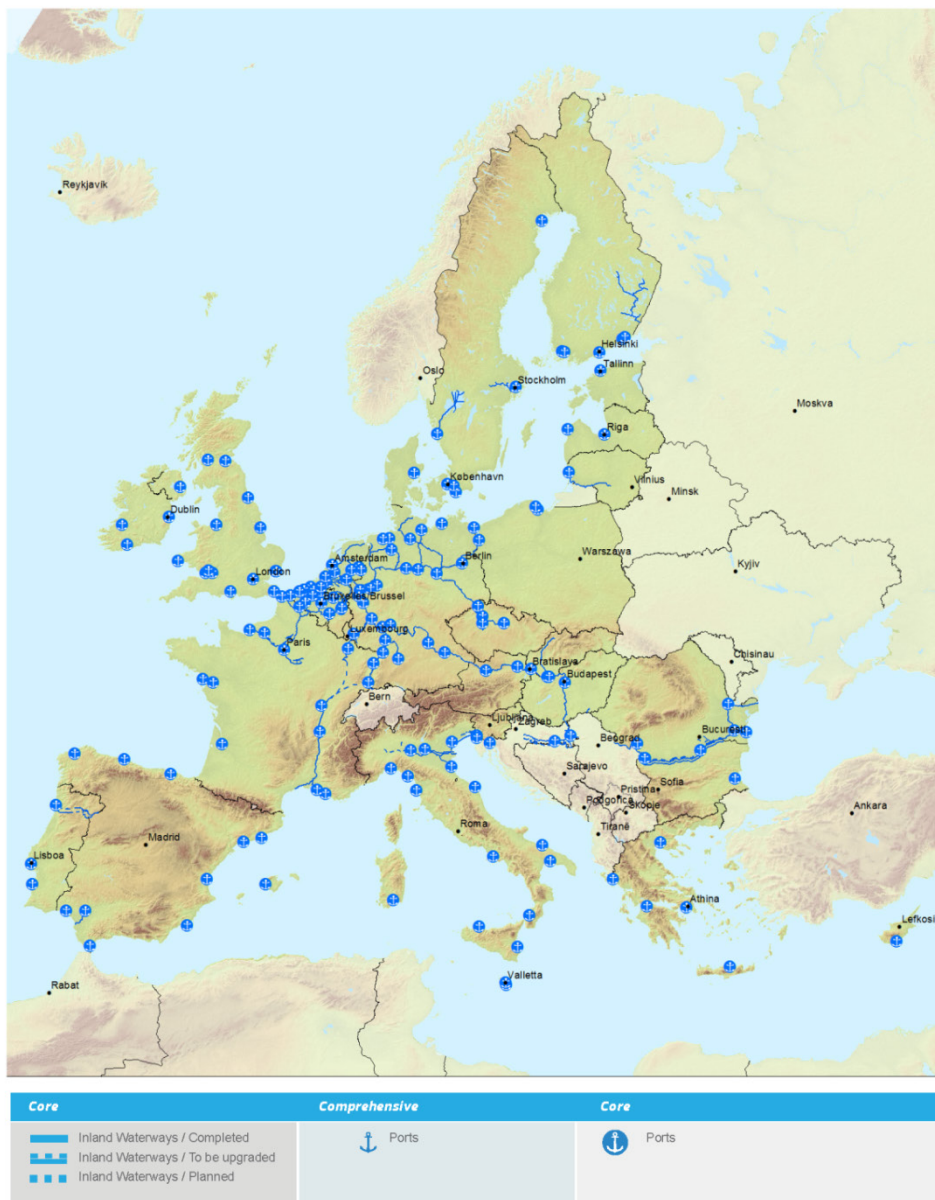 Reykjavik
Helsinki
Tallinn
Oslo
Stockholm
Moskva
Riga
København
Vilnius
Minsk
Dublin
Amsterdam
Berlin
Warszawa
London
Kyjiv
Bruxelles/Brussel
Luxembourg
Paris
Bratislava
Chisinau
Budapest
Bern
Ljubljana
Zagreb
Bucuresti
Beograd
Sarajevo
Sofia
Pristina
Podgorica
Skopje
Ankara
Roma
Tiranë
Madrid
Lisboa
Athina
Lefkosi
Valletta
Rabat
Core
Comprehensive
Core
Inland Waterways / Completed
Ports
Ports
Inland Waterways / To be upgraded
Inland Waterways / Planned